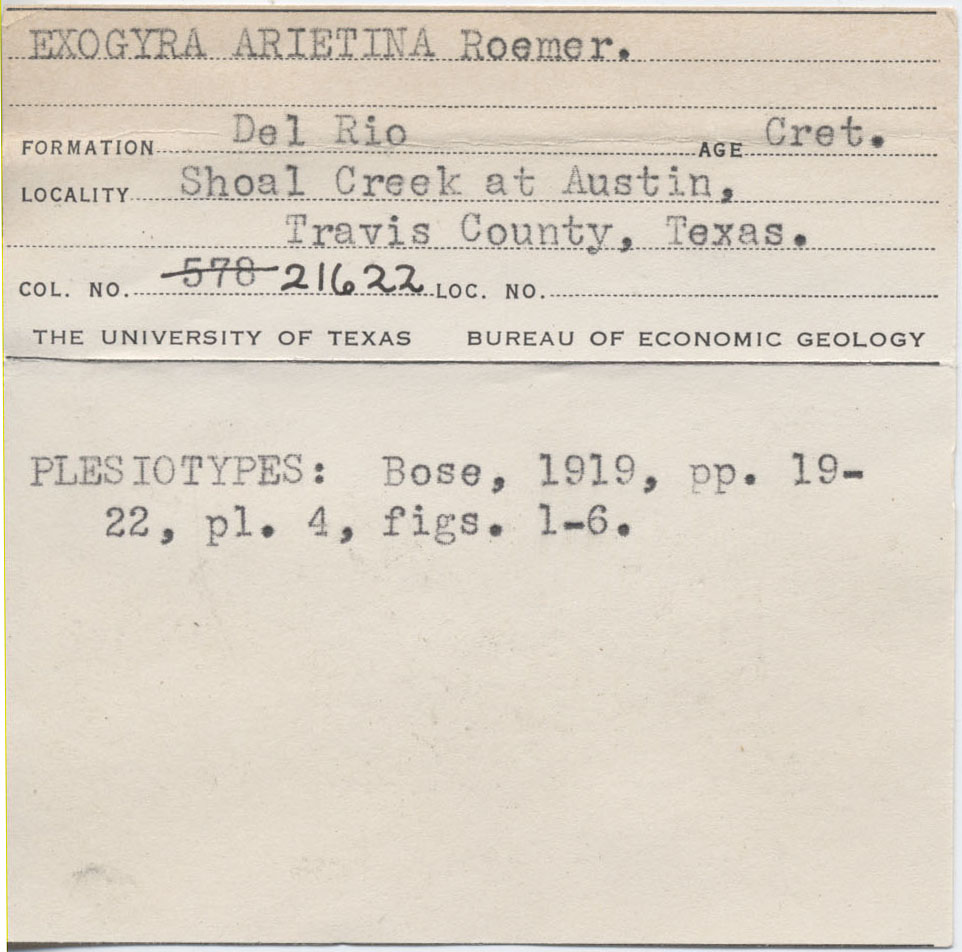 EXOGYRA ARIETINA Roemer.
FORMATION Del Rio AGE Cret.
LOCALITY Shoal Creek at Austin,
Travis County, Texas.
COL. NO. 578 21622 LOC. NO.
THE UNIVERSITY OF TEXAS BUREAU OF ECONOMIC GEOLOGY
PLESIOTYPES: Bose, 1919, pp. 19-
22, pl. 4, figs. 1-6.